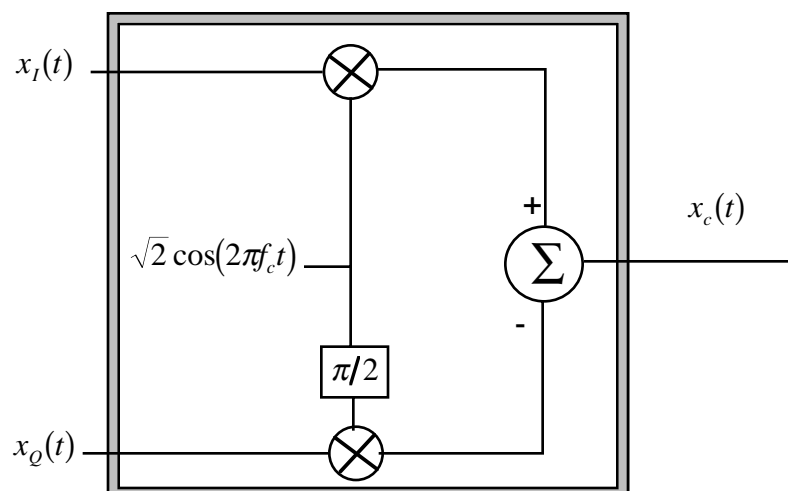 x_I(t)
+
x_c(t)
√2 cos(2πf_c t)
Σ
-
π/2
x_Q(t)